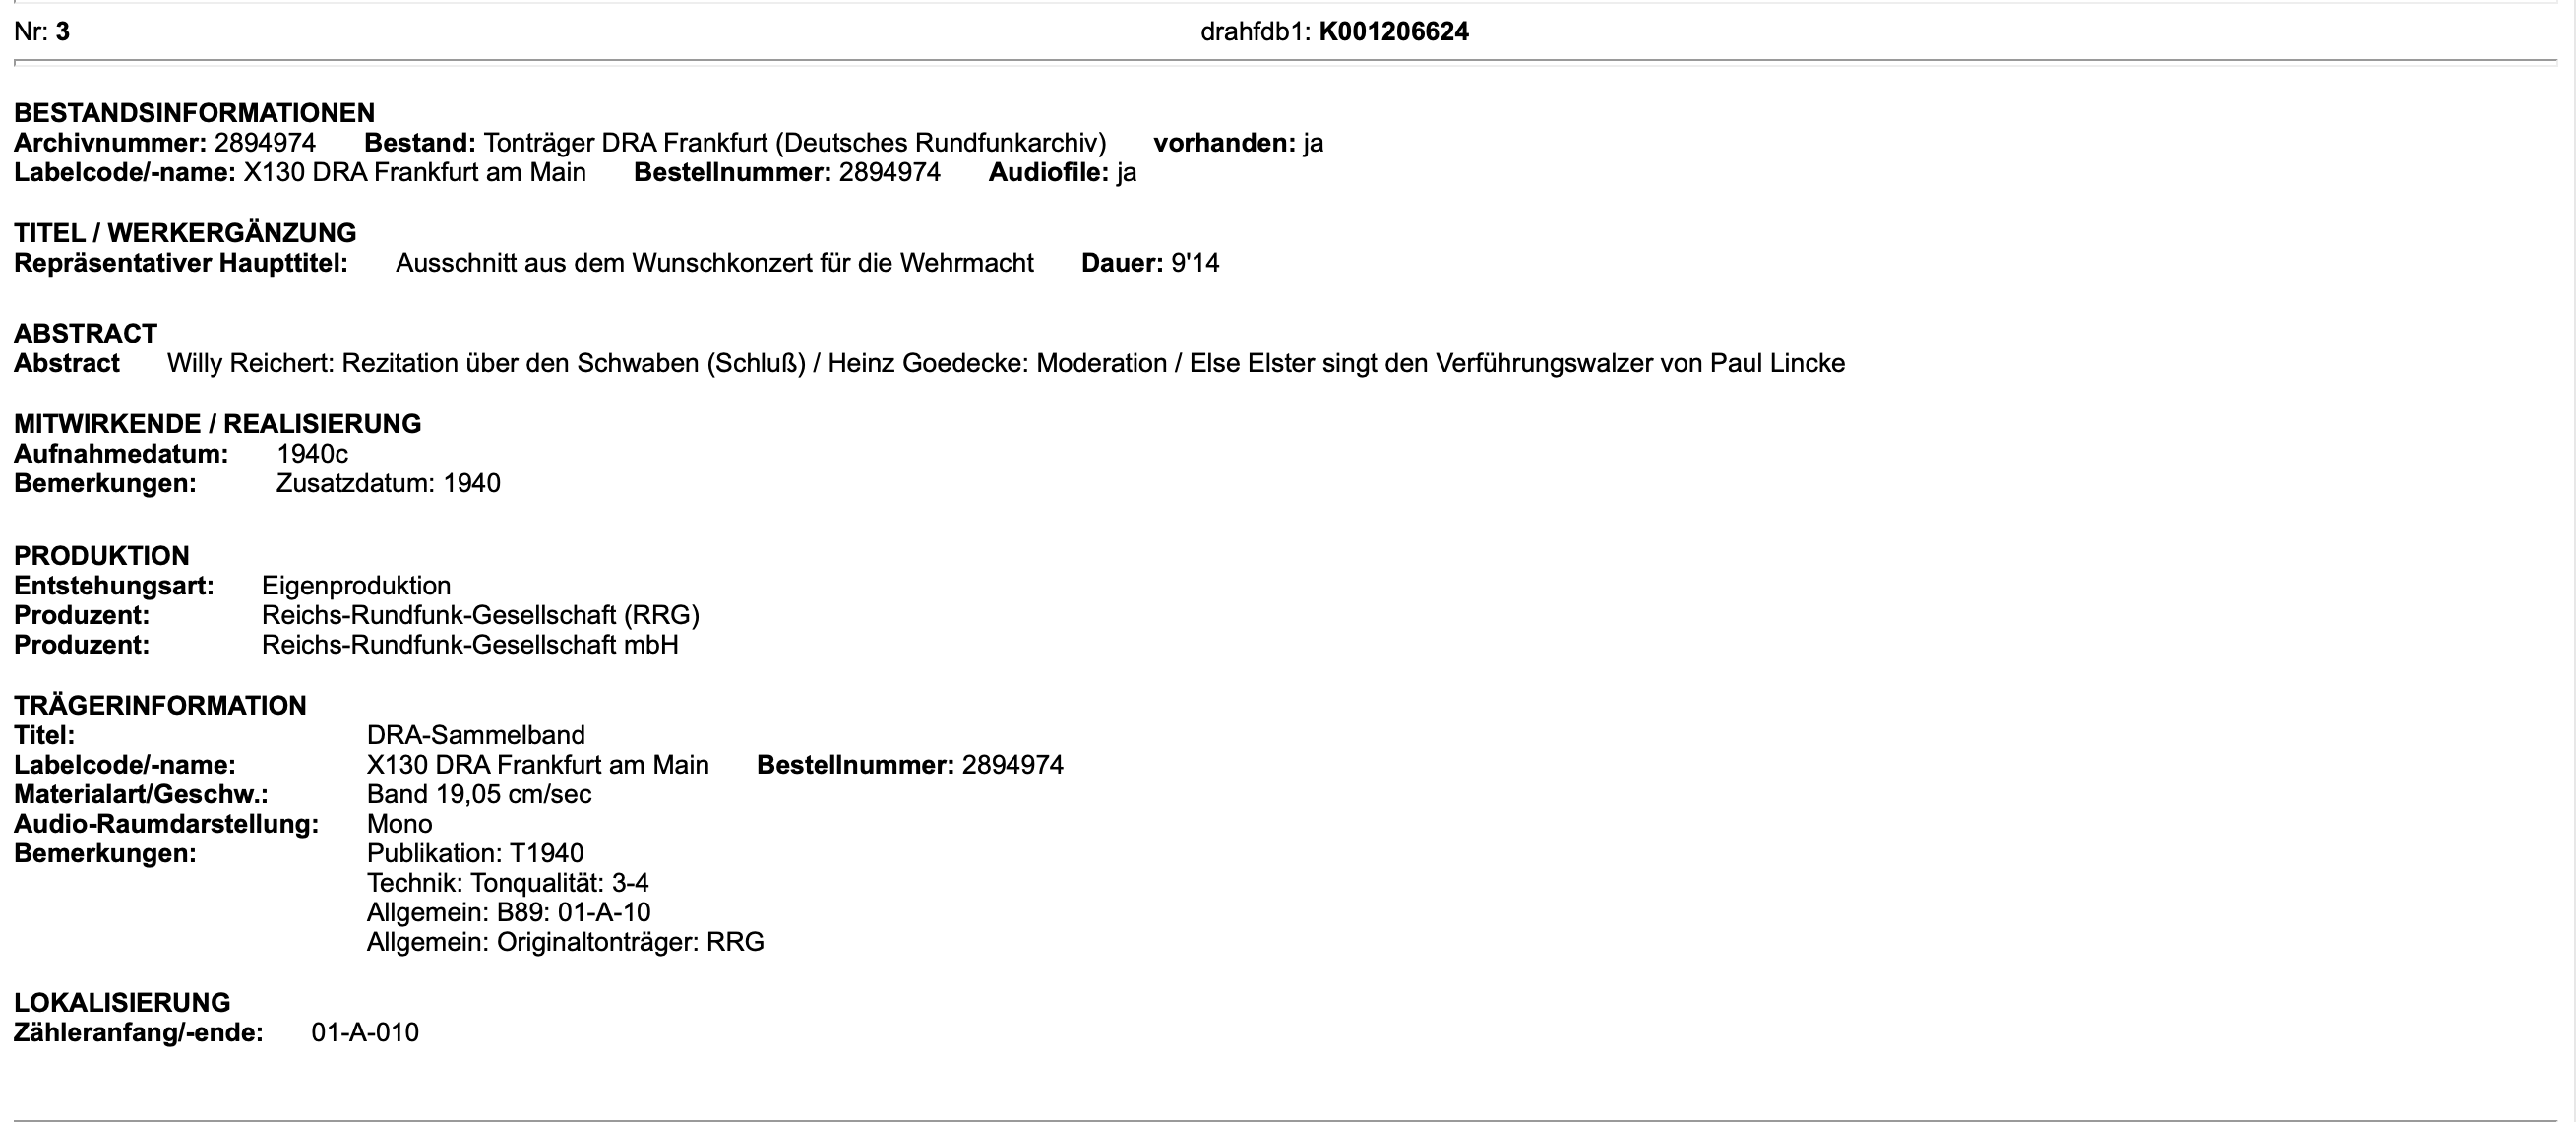 Nr: 3 drahfdb1: K001206624
BESTANDSINFORMATIONEN
Archivnummer: 2894974 Bestand: Tonträger DRA Frankfurt (Deutsches Rundfunkarchiv) vorhanden: ja
Labelcode/-name: X130 DRA Frankfurt am Main Bestellnummer: 2894974 Audiofile: ja
TITEL / WERKERGÄNZUNG
Repräsentativer Haupttitel: Ausschnitt aus dem Wunschkonzert für die Wehrmacht Dauer: 9'14
ABSTRACT
Abstract Willy Reichert: Rezitation über den Schwaben (Schluß) / Heinz Goedecke: Moderation / Else Elster singt den Verführungswalzer von Paul Lincke
MITWIRKENDE / REALISIERUNG
Aufnahmedatum: 1940c
Bemerkungen: Zusatzdatum: 1940
PRODUKTION
Entstehungsart: Eigenproduktion
Produzent: Reichs-Rundfunk-Gesellschaft (RRG)
Produzent: Reichs-Rundfunk-Gesellschaft mbH
TRÄGERINFORMATION
Titel: DRA-Sammelband
Labelcode/-name: X130 DRA Frankfurt am Main Bestellnummer: 2894974
Materialart/Geschw.: Band 19,05 cm/sec
Audio-Raumdarstellung: Mono
Bemerkungen: Publikation: T1940
Technik: Tonqualität: 3-4
Allgemein: B89: 01-A-10
Allgemein: Originaltonträger: RRG
LOKALISIERUNG
Zähleranfang/-ende: 01-A-010